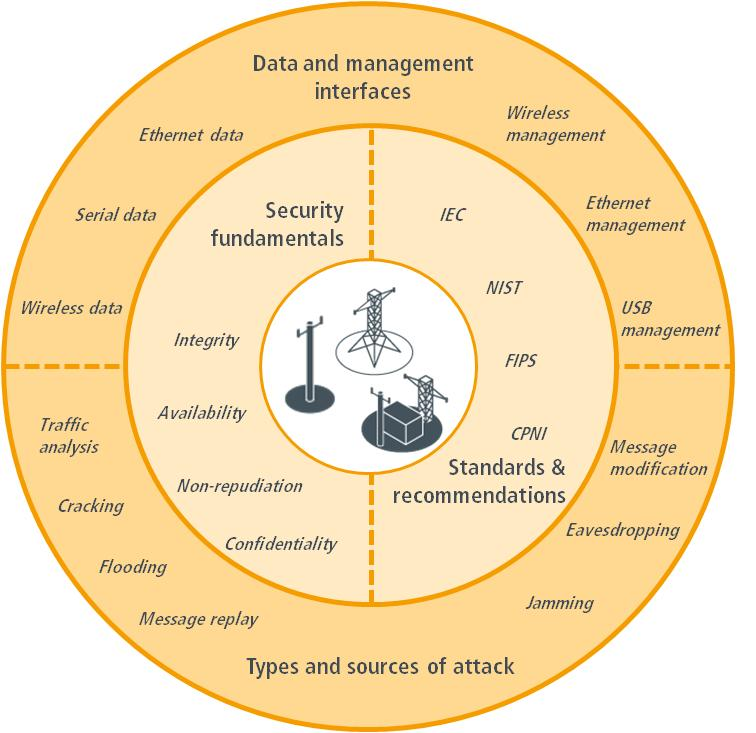 Data and management
interfaces
Ethernet data
Serial data
Wireless data
Wireless
management
Ethernet
management
USB
management
Security
fundamentals
Integrity
Availability
Non-repudiation
Confidentiality
IEC
NIST
FIPS
CPNI
Standards &
recommendations
Traffic
analysis
Cracking
Flooding
Message replay
Message
modification
Eavesdropping
Jamming
Types and sources of attack